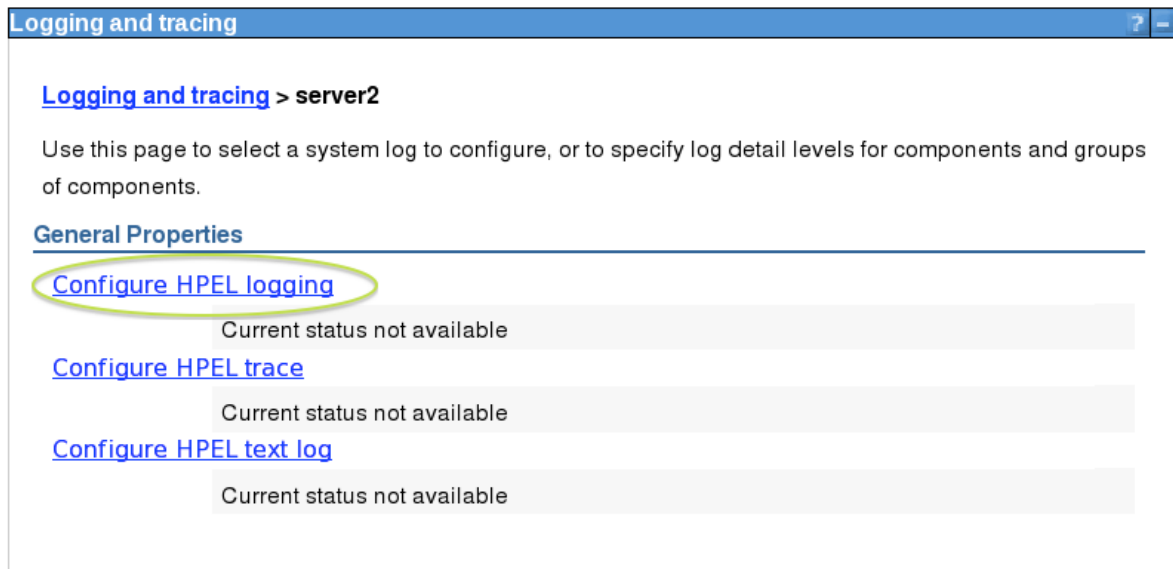 Logging and tracing ? –
Logging and tracing > server2
Use this page to select a system log to configure, or to specify log detail levels for components and groups
of components.
General Properties
Configure HPEL logging
Current status not available
Configure HPEL trace
Current status not available
Configure HPEL text log
Current status not available